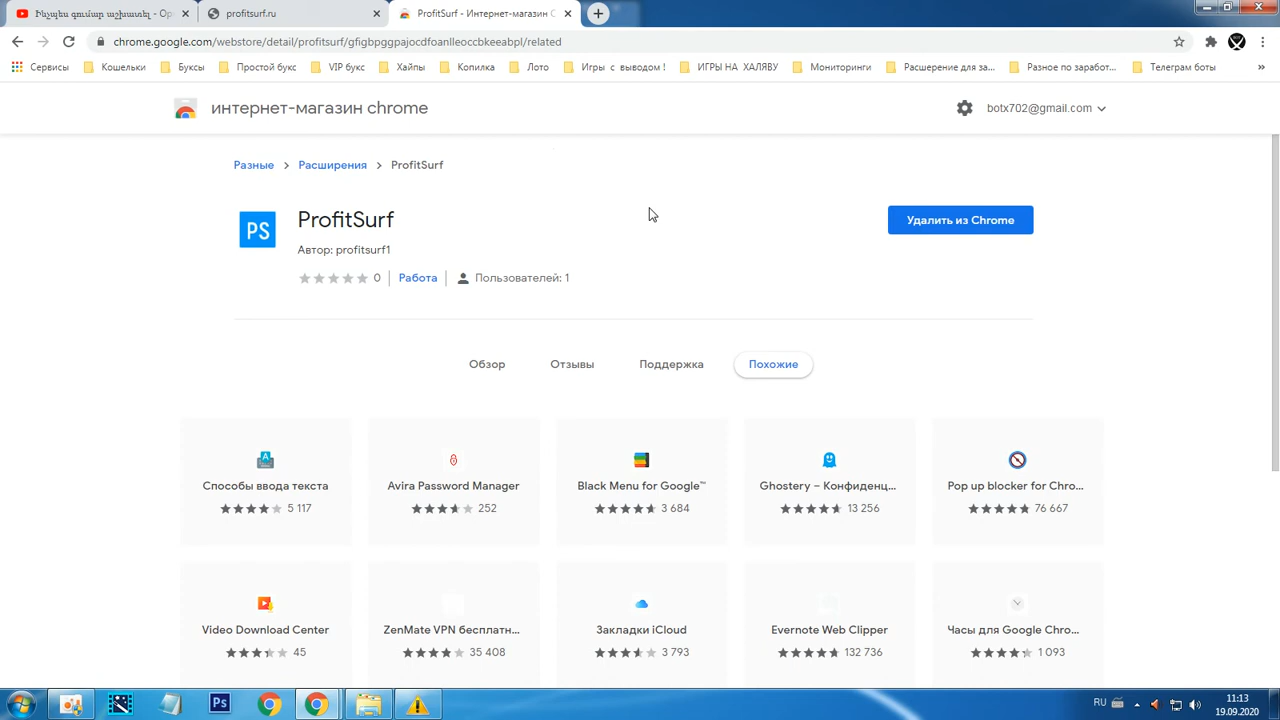 Ինչպես գումար աշխատել - Op
profitsurf.ru
ProfitSurf - Интернет-магазин C
chrome.google.com/webstore/detail/profitsurf/gfigbpggpajocdfoanlleoccbkeeabpl/related
Сервисы
Кошельки
Буксы
Простой букс
VIP букс
Хайпы
Копилка
Лото
Игры с выводом !
ИГРЫ НА ХАЛЯВУ
Мониторинги
Расширение для за...
Разное по заработ...
Телеграм боты
»
интернет-магазин chrome
botx702@gmail.com
Разные
Расширения
ProfitSurf
PS
ProfitSurf
Удалить из Chrome
Автор: profitsurf1
0
Работа
Пользователей: 1
Обзор
Отзывы
Поддержка
Похожие
Способы ввода текста
Avira Password Manager
Black Menu for Google™
Ghostery – Конфиденц...
Pop up blocker for Chro...
5 117
252
3 684
13 256
76 667
Video Download Center
ZenMate VPN бесплатн...
Закладки iCloud
Evernote Web Clipper
Часы для Google Chro...
45
35 408
3 793
132 736
1 093
Ps
RU
11:13
19.09.2020